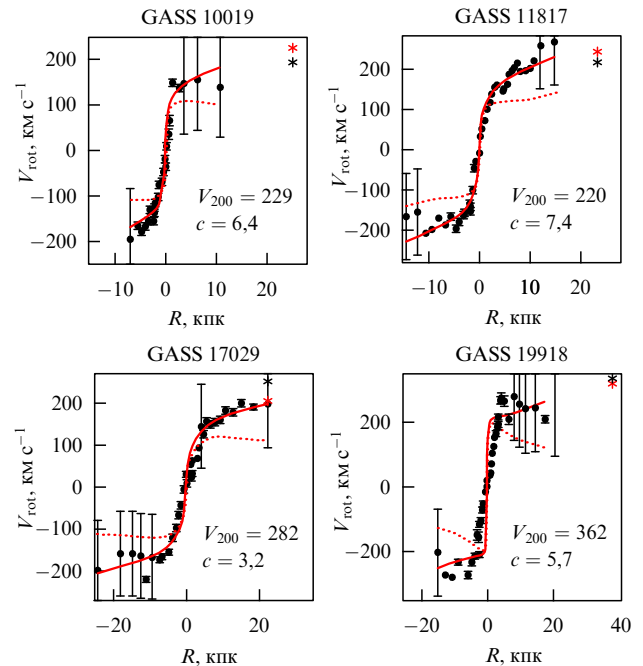 GASS 10019
GASS 11817
V_rot, км с⁻¹
200
100
0
−100
−200
V_200 = 229
c = 6,4
−10
0
10
20
R, кпк
V_rot, км с⁻¹
200
100
0
−100
−200
V_200 = 220
c = 7,4
−10
0
10
20
R, кпк
GASS 17029
GASS 19918
V_rot, км с⁻¹
200
100
0
−100
−200
V_200 = 282
c = 3,2
−20
0
20
R, кпк
V_rot, км с⁻¹
200
0
−200
V_200 = 362
c = 5,7
−20
0
20
40
R, кпк